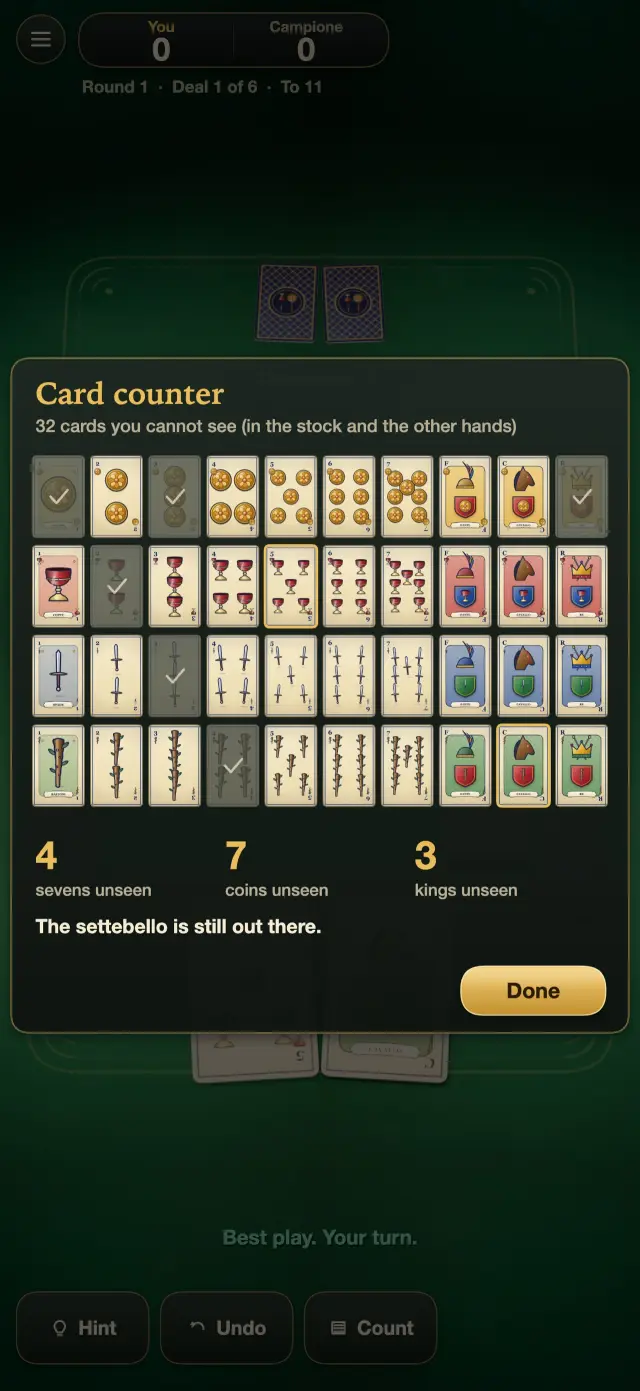 You
Campione
0
0
Round 1 · Deal 1 of 6 · To 11
Card counter
32 cards you cannot see (in the stock and the other hands)
4
7
3
sevens unseen
coins unseen
kings unseen
The settebello is still out there.
Done
Best play. Your turn.
Hint
Undo
Count